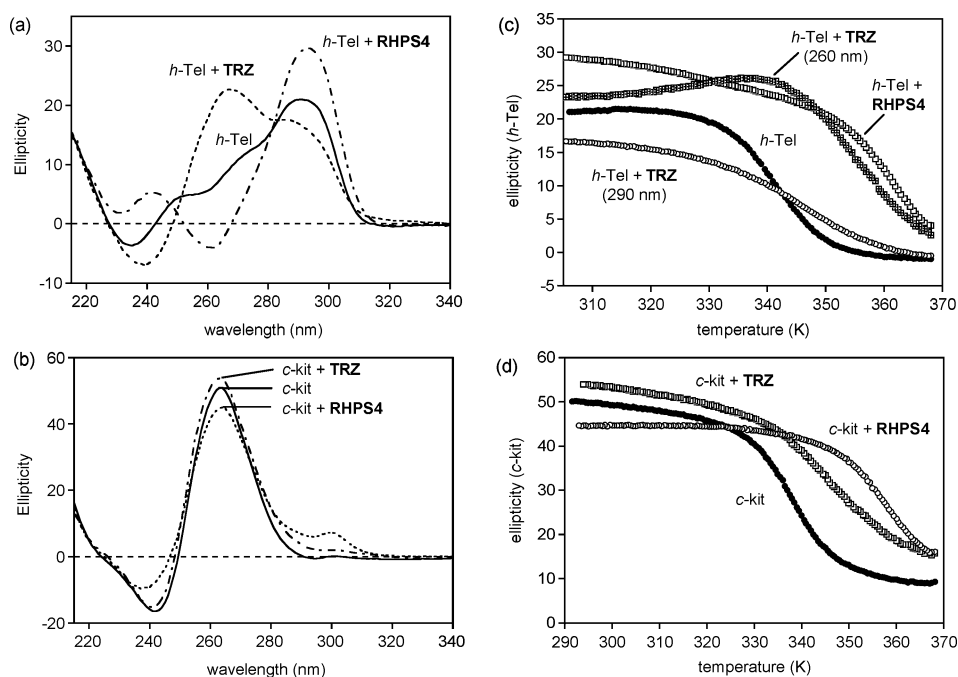 (a)
h-Tel + RHPS4
h-Tel + TRZ
h-Tel
Ellipticity
30
20
10
0
-10
220 240 260 280 300 320 340
wavelength (nm)
(b)
c-kit + TRZ
c-kit
c-kit + RHPS4
Ellipticity
60
40
20
0
-20
220 240 260 280 300 320 340
wavelength (nm)
(c)
h-Tel + TRZ
(260 nm)
h-Tel +
RHPS4
h-Tel
h-Tel + TRZ
(290 nm)
ellipticity (h-Tel)
35
30
25
20
15
10
5
0
-5
310 320 330 340 350 360 370
temperature (K)
(d)
c-kit + TRZ
c-kit + RHPS4
c-kit
ellipticity (c-kit)
60
50
40
30
20
10
0
290 300 310 320 330 340 350 360 370
temperature (K)